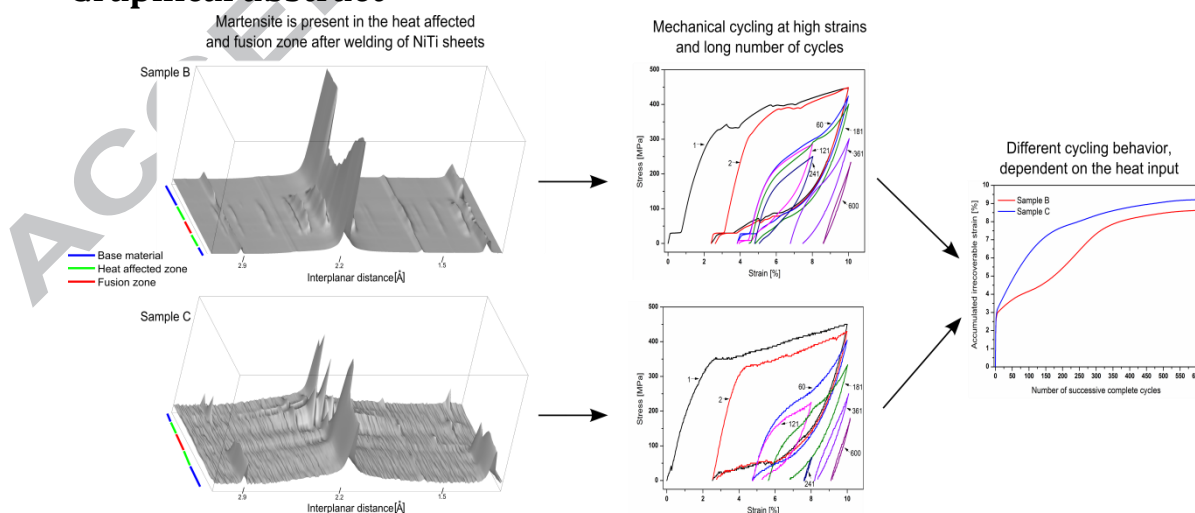 Graphical abstract
Martensite is present in the heat affected
and fusion zone after welding of NiTi sheets
Mechanical cycling at high strains
and long number of cycles
Different cycling behavior,
dependent on the heat input
ACCE
Sample B
2.9
2.2
1.5
Interplanar distance[Å]
Base material
Heat affected zone
Fusion zone
Sample C
2.9
2.2
1.5
Interplanar distance[Å]
Stress [MPa]
500
400
300
200
100
0
1
2
60
121
181
241
361
600
0 2 4 6 8 10
Strain [%]
Stress [MPa]
500
400
300
200
100
0
1
2
60
121
181
241
361
600
0 2 4 6 8 10
Strain [%]
Accumulated irrecoverable strain [%]
10
9
8
7
6
5
4
3
2
1
0
Sample B
Sample C
0 50 100 150 200 250 300 350 400 450 500 550
Number of successive complete cycles